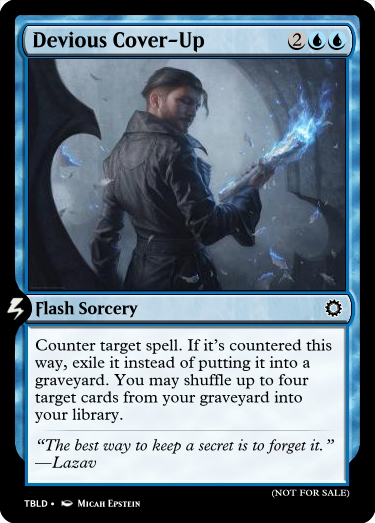 Devious Cover-Up 2
Flash Sorcery
Counter target spell. If it's countered this
way, exile it instead of putting it into a
graveyard. You may shuffle up to four
target cards from your graveyard into
your library.
"The best way to keep a secret is to forget it."
—Lazav
(NOT FOR SALE)
TBLD • Micah Epstein